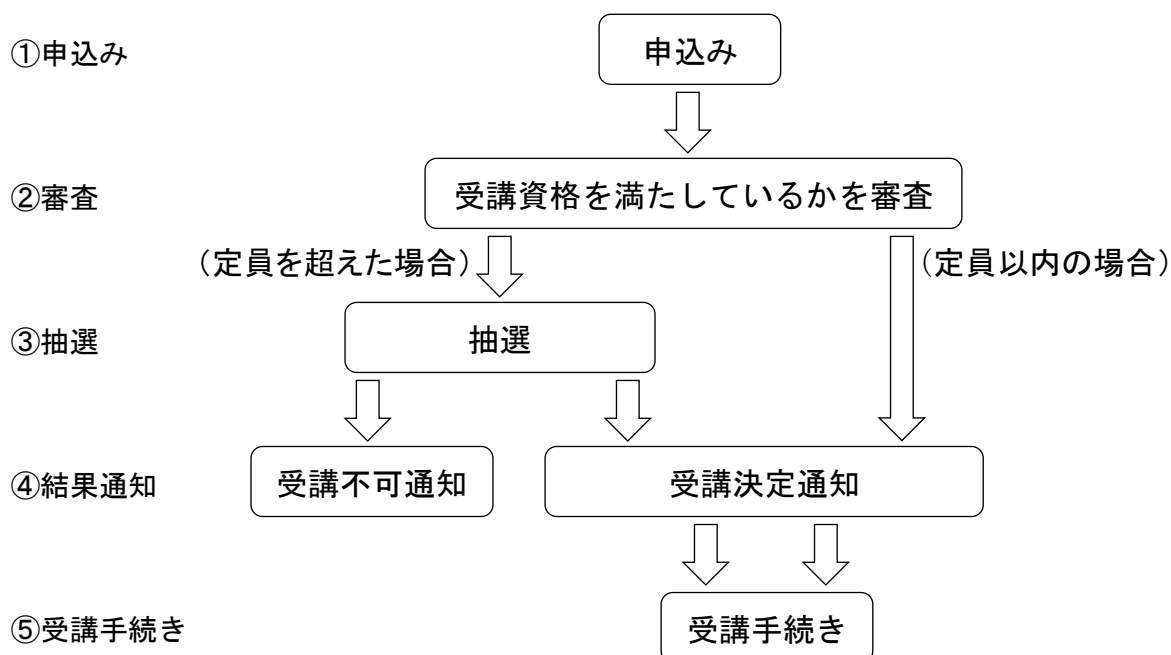 ①申込み
申込み
②審査
受講資格を満たしているかを審査
（定員を超えた場合）
（定員以内の場合）
③抽選
抽選
④結果通知
受講不可通知
受講決定通知
⑤受講手続き
受講手続き